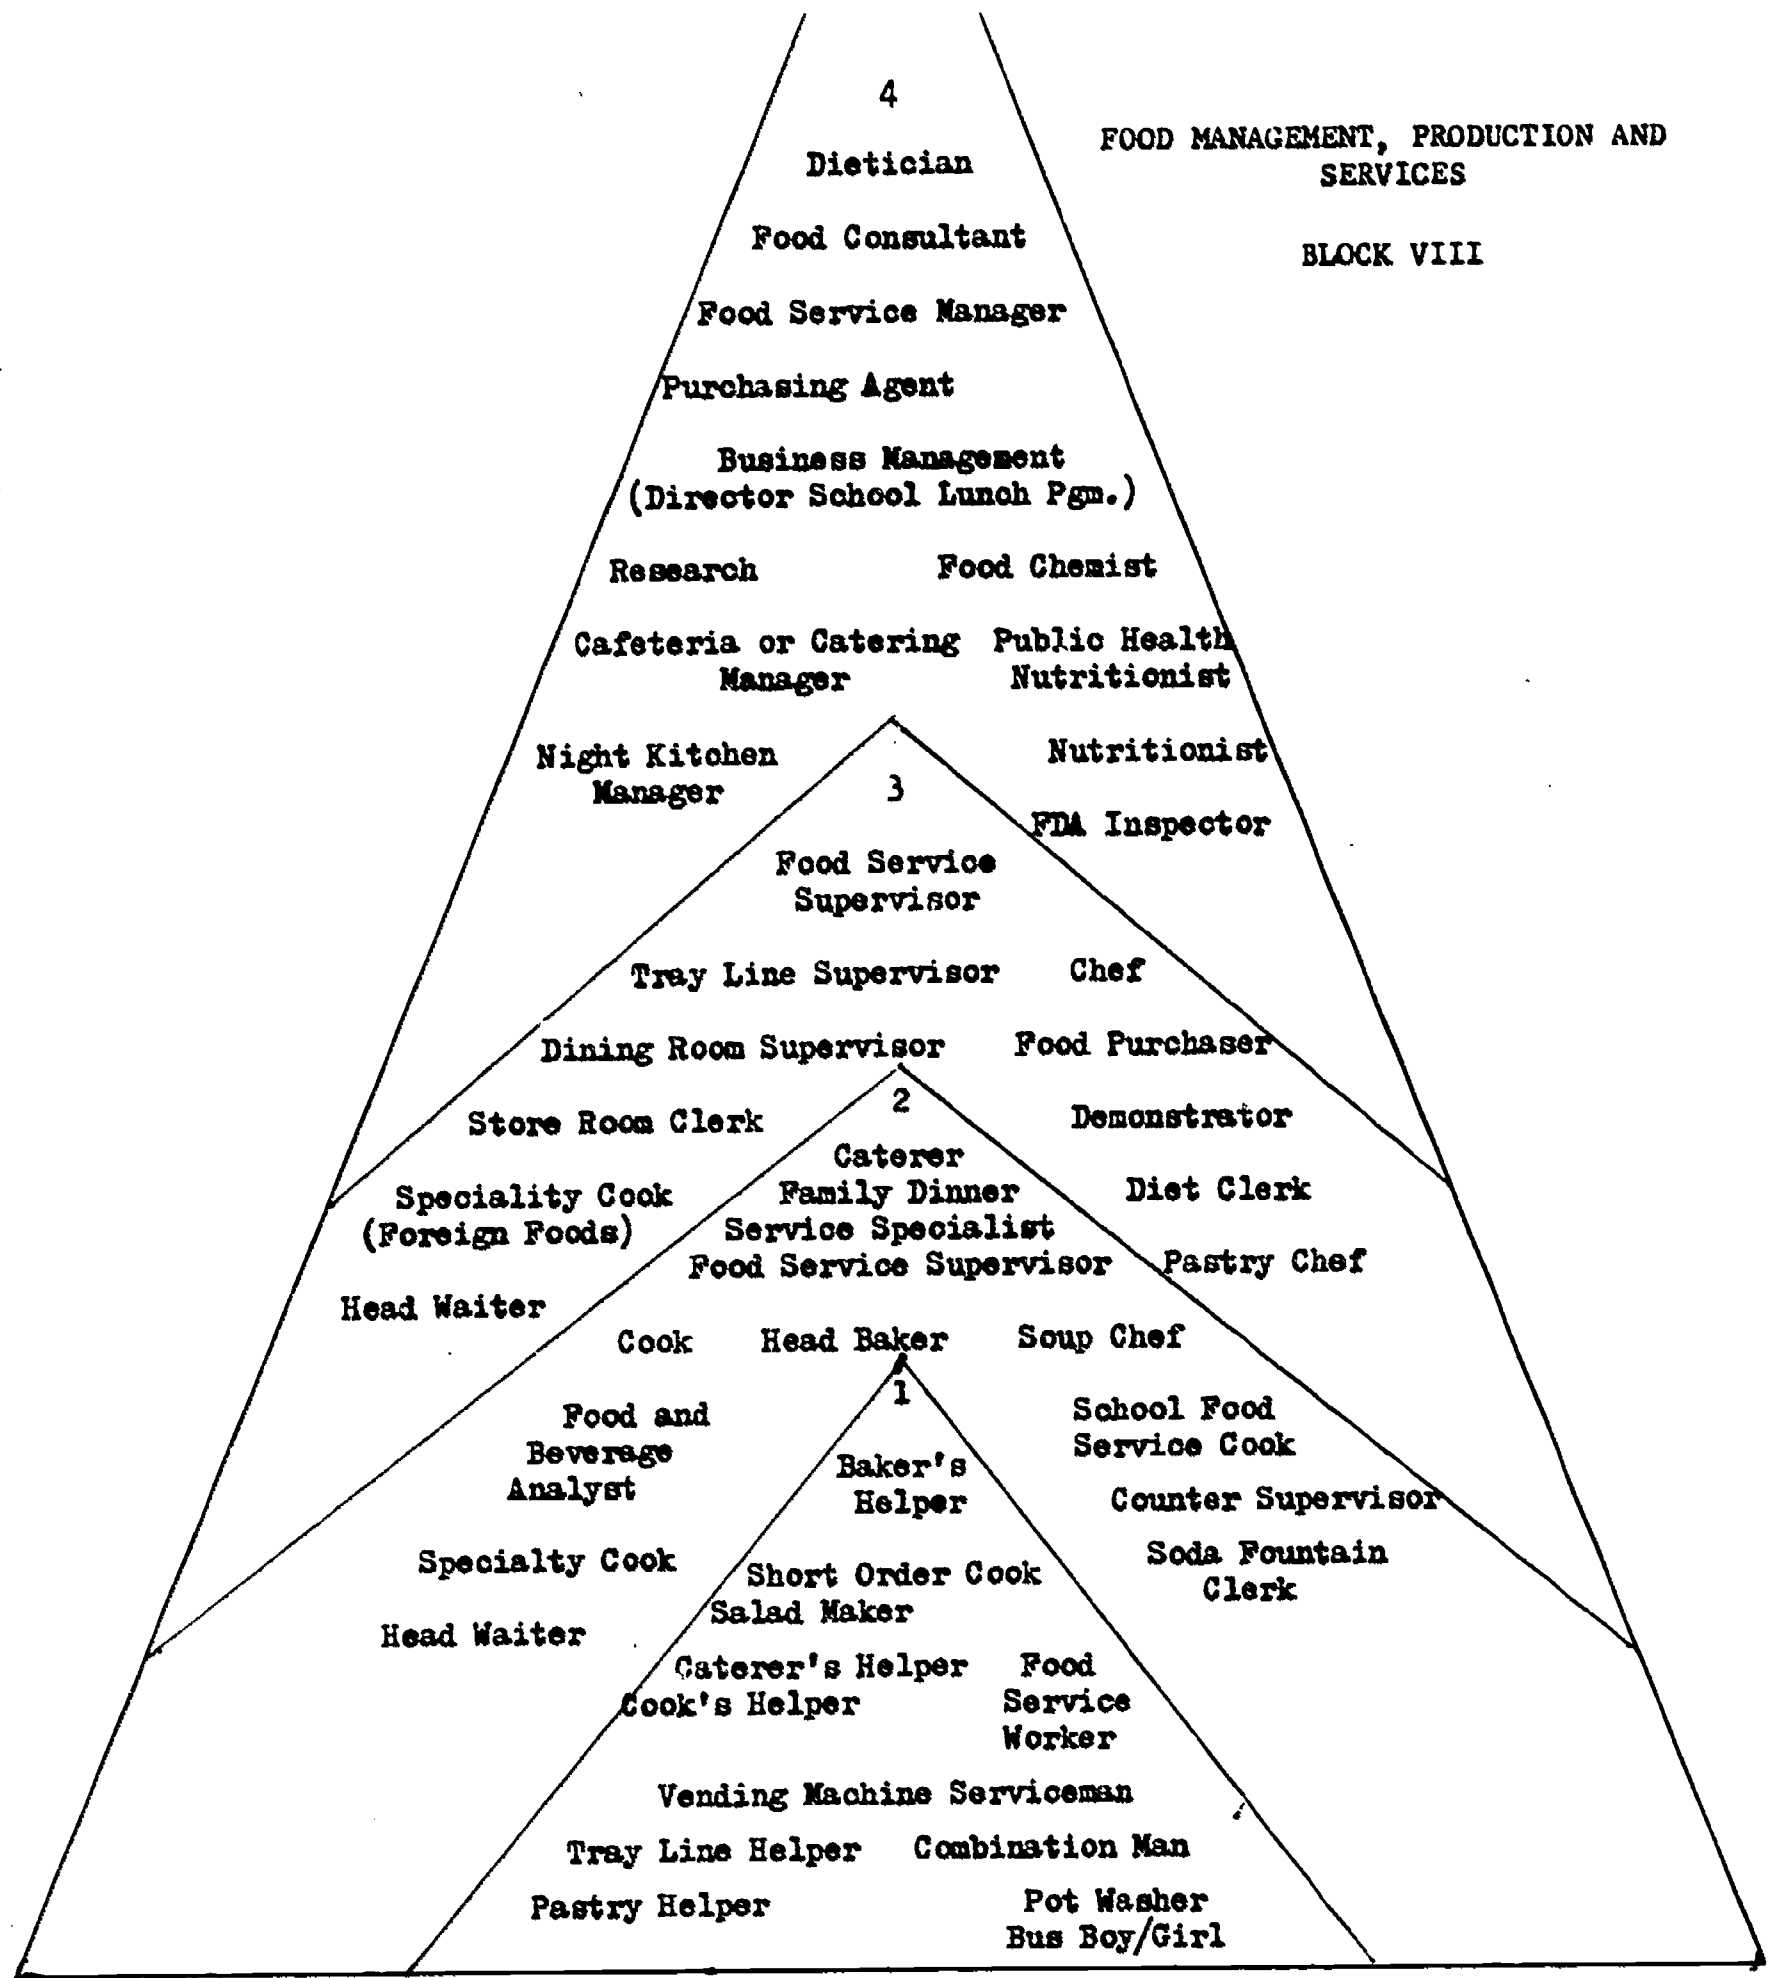 4
FOOD MANAGEMENT, PRODUCTION AND
SERVICES
BLOCK VIII
Dietician
Food Consultant
Food Service Manager
Purchasing Agent
Business Management
(Director School Lunch Pgm.)
Research
Food Chemist
Cafeteria or Catering
Manager
Public Health
Nutritionist
Night Kitchen
Manager
Nutritionist
FDA Inspector
3
Food Service
Supervisor
Tray Line Supervisor
Chef
Dining Room Supervisor
Food Purchaser
Store Room Clerk
Demonstrator
Speciality Cook
(Foreign Foods)
Diet Clerk
Head Waiter
Pastry Chef
2
Caterer
Family Dinner
Service Specialist
Food Service Supervisor
Cook
Head Baker
Soup Chef
Food and
Beverage
Analyst
School Food
Service Cook
Counter Supervisor
Specialty Cook
Soda Fountain
Clerk
Head Waiter
1
Baker's
Helper
Short Order Cook
Salad Maker
Caterer's Helper
Cook's Helper
Food
Service
Worker
Vending Machine Serviceman
Tray Line Helper
Combination Man
Pastry Helper
Pot Washer
Bus Boy/Girl